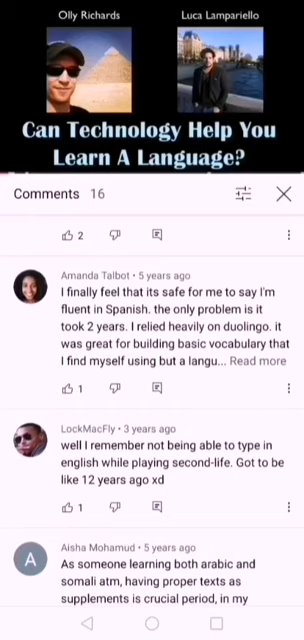 Olly Richards
Luca Lampariello
Can Technology Help You
Learn A Language?
Comments 16
2
Amanda Talbot • 5 years ago
I finally feel that its safe for me to say I'm
fluent in Spanish. the only problem is it
took 2 years. I relied heavily on duolingo. it
was great for building basic vocabulary that
I find myself using but a langu... Read more
1
LockMacFly • 3 years ago
well I remember not being able to type in
english while playing second-life. Got to be
like 12 years ago xd
1
A
Aisha Mohamud • 5 years ago
As someone learning both arabic and
somali atm, having proper texts as
supplements is crucial period, in my